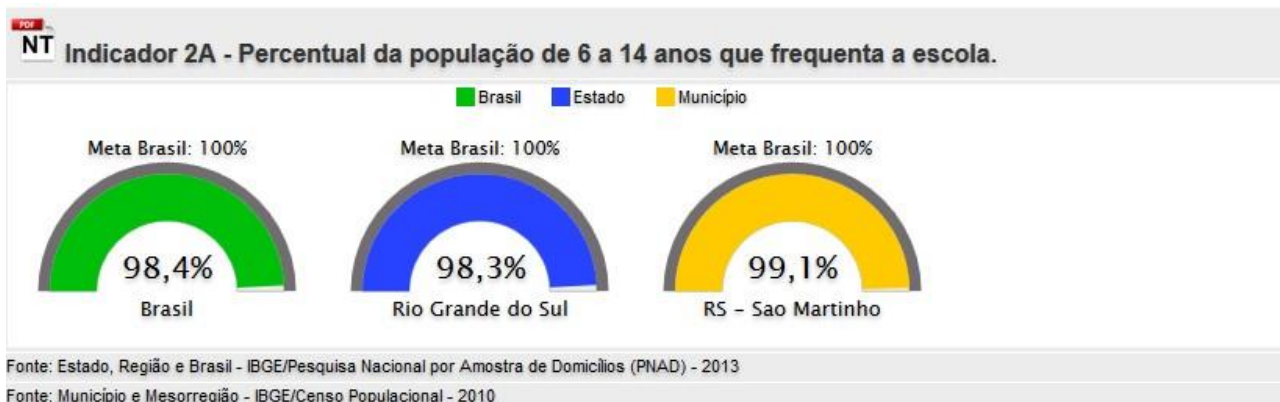 PDF
NT Indicador 2A - Percentual da população de 6 a 14 anos que frequenta a escola.
Brasil Estado Município
Meta Brasil: 100% Meta Brasil: 100% Meta Brasil: 100%
98,4% 98,3% 99,1%
Brasil Rio Grande do Sul RS - Sao Martinho
Fonte: Estado, Região e Brasil - IBGE/Pesquisa Nacional por Amostra de Domicílios (PNAD) - 2013
Fonte: Município e Mesorregião - IBGE/Censo Populacional - 2010